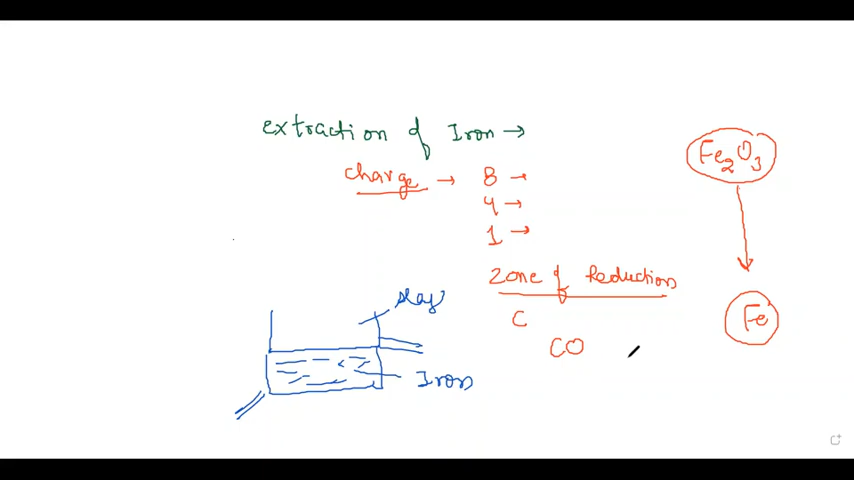 extraction of Iron →
Fe2O3
charge → 8 →
4 →
1 →
Zone of Reduction
slag
C
Fe
CO
Iron